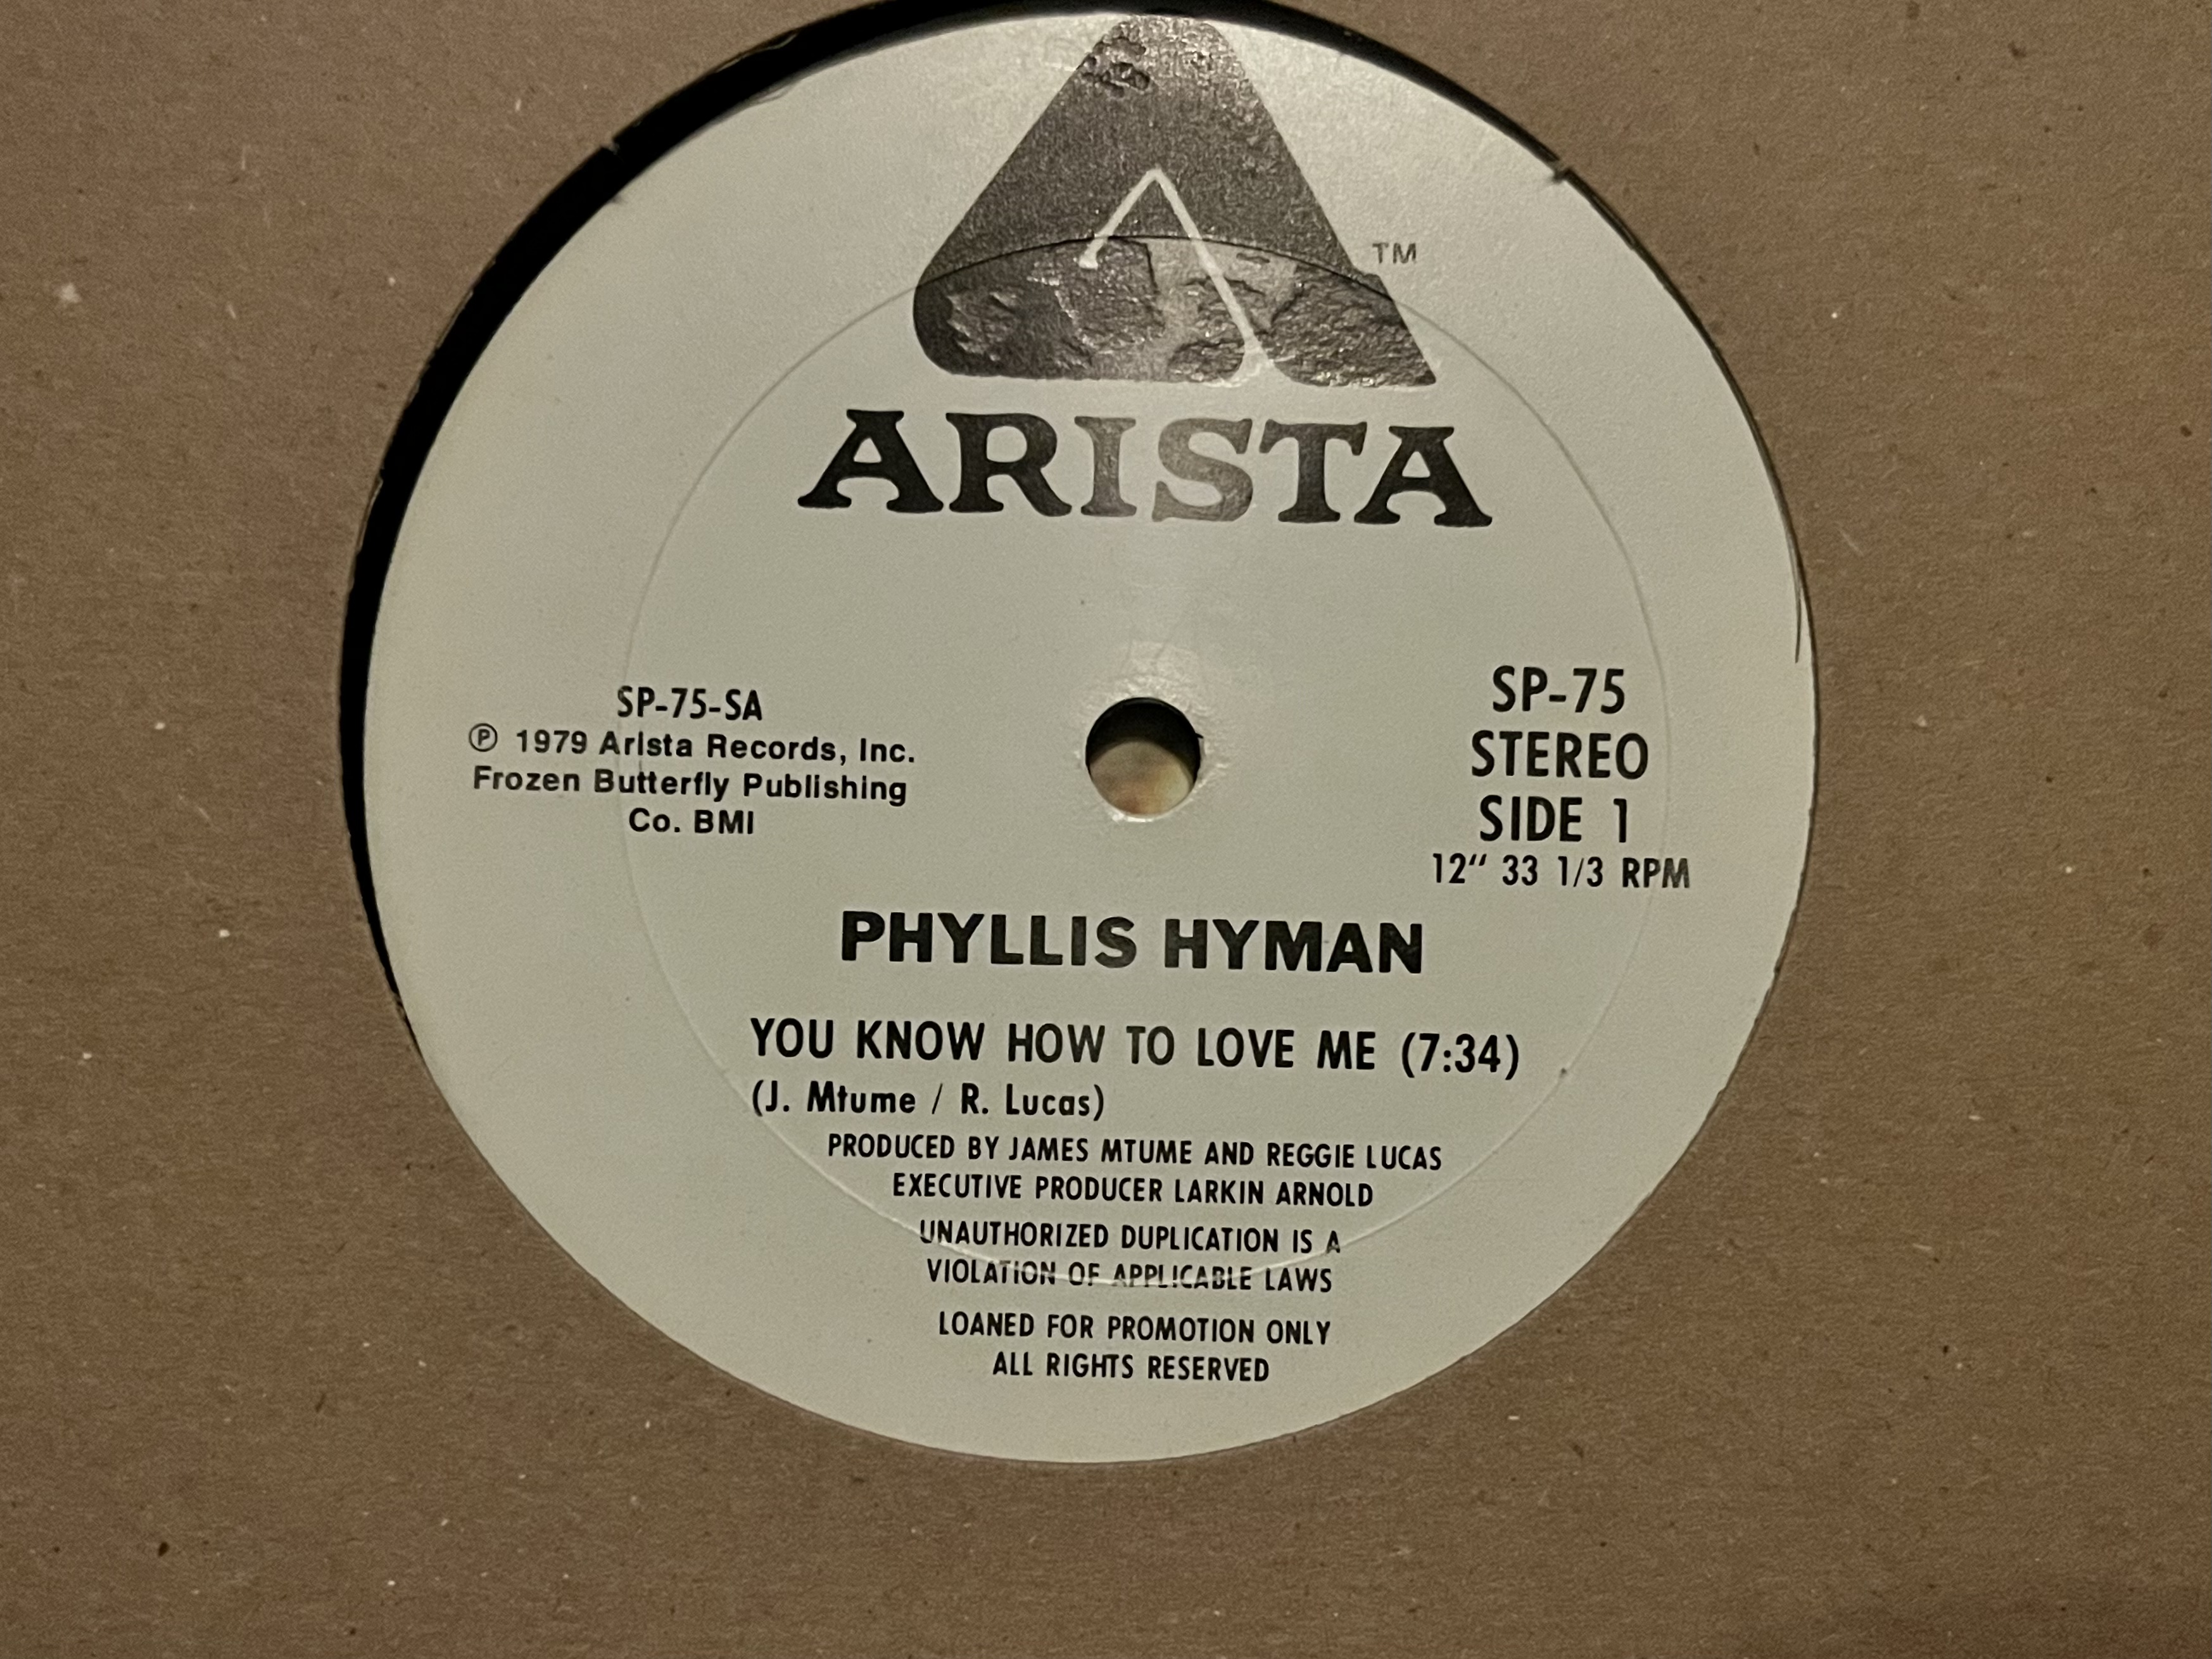 TM
ARISTA
SP-75-SA
℗ 1979 Arista Records, Inc.
Frozen Butterfly Publishing
Co. BMI
SP-75
STEREO
SIDE 1
12" 33 1/3 RPM
PHYLLIS HYMAN
YOU KNOW HOW TO LOVE ME (7:34)
(J. Mtume / R. Lucas)
PRODUCED BY JAMES MTUME AND REGGIE LUCAS
EXECUTIVE PRODUCER LARKIN ARNOLD
UNAUTHORIZED DUPLICATION IS A
VIOLATION OF APPLICABLE LAWS
LOANED FOR PROMOTION ONLY
ALL RIGHTS RESERVED